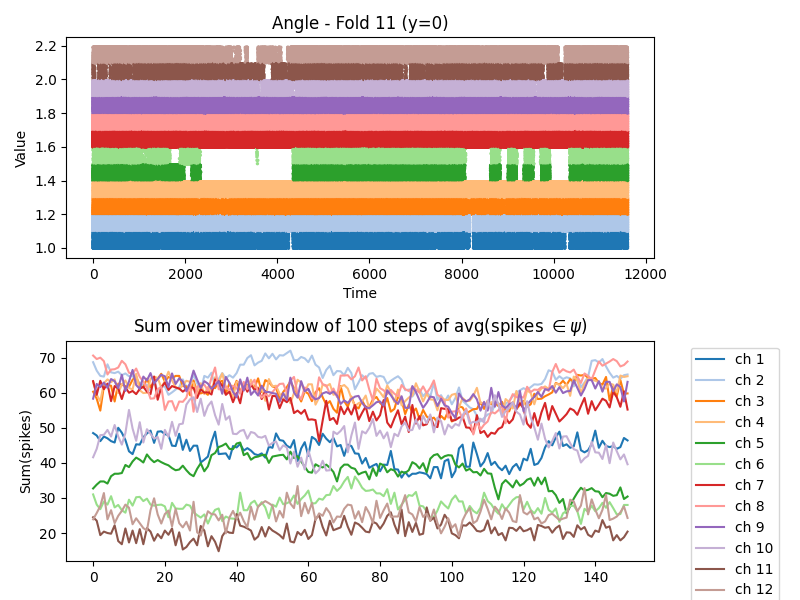 Angle - Fold 11 (y=0)
2.2
2.0
1.8
1.6
1.4
1.2
1.0
Value
0 2000 4000 6000 8000 10000 12000
Time
Sum over timewindow of 100 steps of avg(spikes ∈ ψ)
70
60
50
40
30
20
Sum(spikes)
0 20 40 60 80 100 120 140
ch 1
ch 2
ch 3
ch 4
ch 5
ch 6
ch 7
ch 8
ch 9
ch 10
ch 11
ch 12